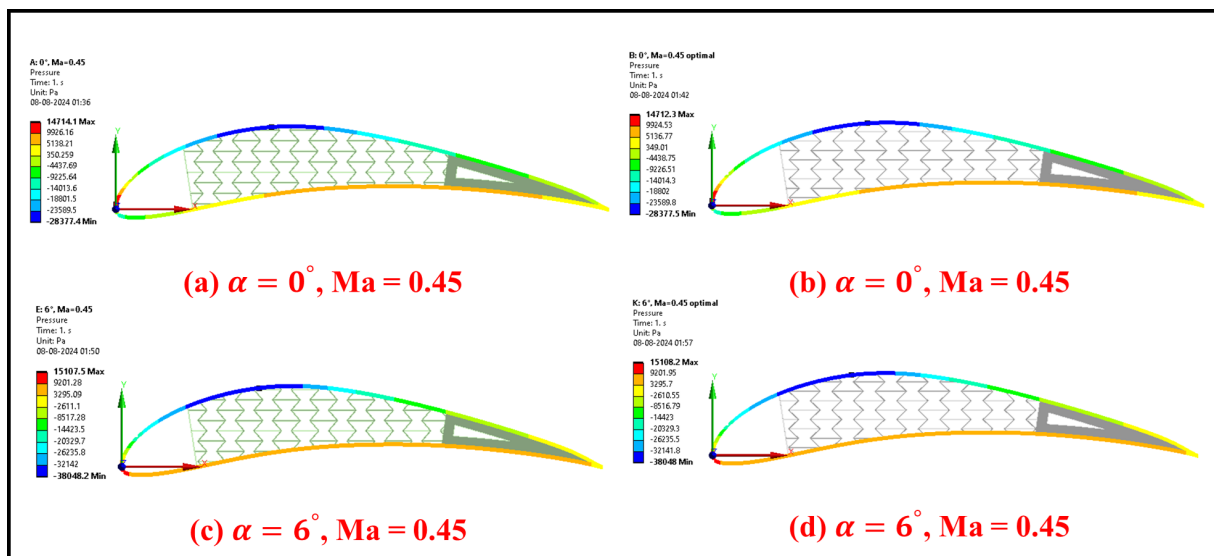 A: 0°, Ma=0.45
Pressure
Time: 1. s
Unit: Pa
08-08-2024 01:36
14714.1 Max
9926.16
5138.21
350.259
-4437.69
-9225.64
-14013.6
-18801.5
-23589.5
-28377.4 Min
Y
X
(a) α = 0°, Ma = 0.45
B: 0°, Ma=0.45 optimal
Pressure
Time: 1. s
Unit: Pa
08-08-2024 01:42
14712.3 Max
9924.53
5136.77
349.01
-4438.75
-9226.51
-14014.3
-18802
-23589.8
-28377.5 Min
Y
X
(b) α = 0°, Ma = 0.45
E: 6°, Ma=0.45
Pressure
Time: 1. s
Unit: Pa
08-08-2024 01:50
15107.5 Max
9201.28
3295.09
-2611.1
-8517.28
-14423.5
-20329.7
-26235.8
-32142
-38048.2 Min
Y
X
(c) α = 6°, Ma = 0.45
K: 6°, Ma=0.45 optimal
Pressure
Time: 1. s
Unit: Pa
08-08-2024 01:57
15108.2 Max
9201.95
3295.7
-2610.55
-8516.79
-14423
-20329.3
-26235.5
-32141.8
-38048 Min
Y
X
(d) α = 6°, Ma = 0.45